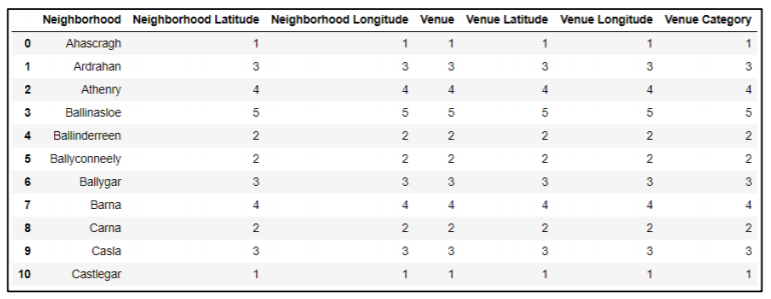 Neighborhood Neighborhood Latitude Neighborhood Longitude Venue Venue Latitude Venue Longitude Venue Category
0 Ahascragh 1 1 1 1 1 1
1 Ardrahan 3 3 3 3 3 3
2 Athenry 4 4 4 4 4 4
3 Ballinasloe 5 5 5 5 5 5
4 Ballinderreen 2 2 2 2 2 2
5 Ballyconneely 2 2 2 2 2 2
6 Ballygar 3 3 3 3 3 3
7 Barna 4 4 4 4 4 4
8 Carna 2 2 2 2 2 2
9 Casla 3 3 3 3 3 3
10 Castlegar 1 1 1 1 1 1